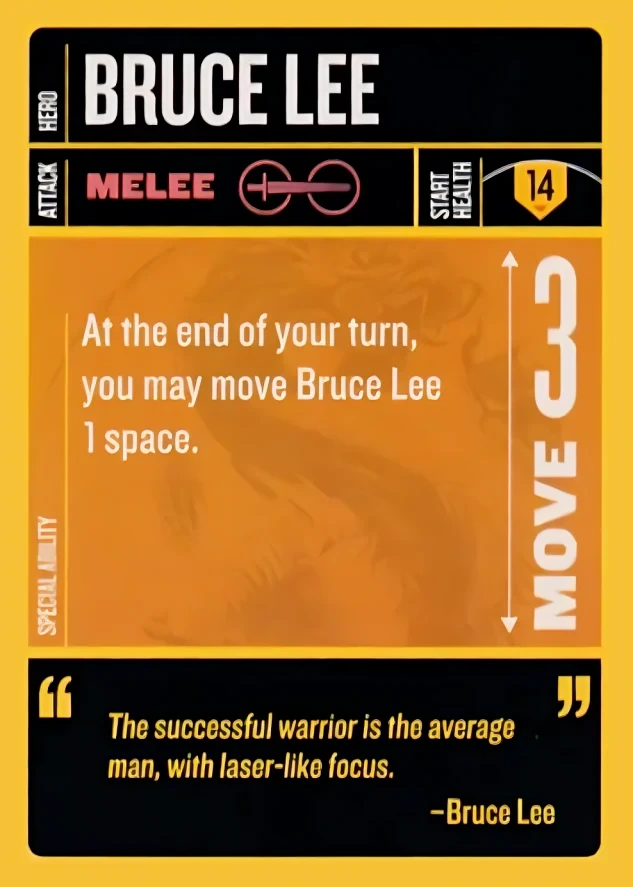 HERO
BRUCE LEE
ATTACK
MELEE
START
HEALTH
14
At the end of your turn,
you may move Bruce Lee
1 space.
SPECIAL ABILITY
MOVE 3
“
The successful warrior is the average
man, with laser-like focus.
”
–Bruce Lee